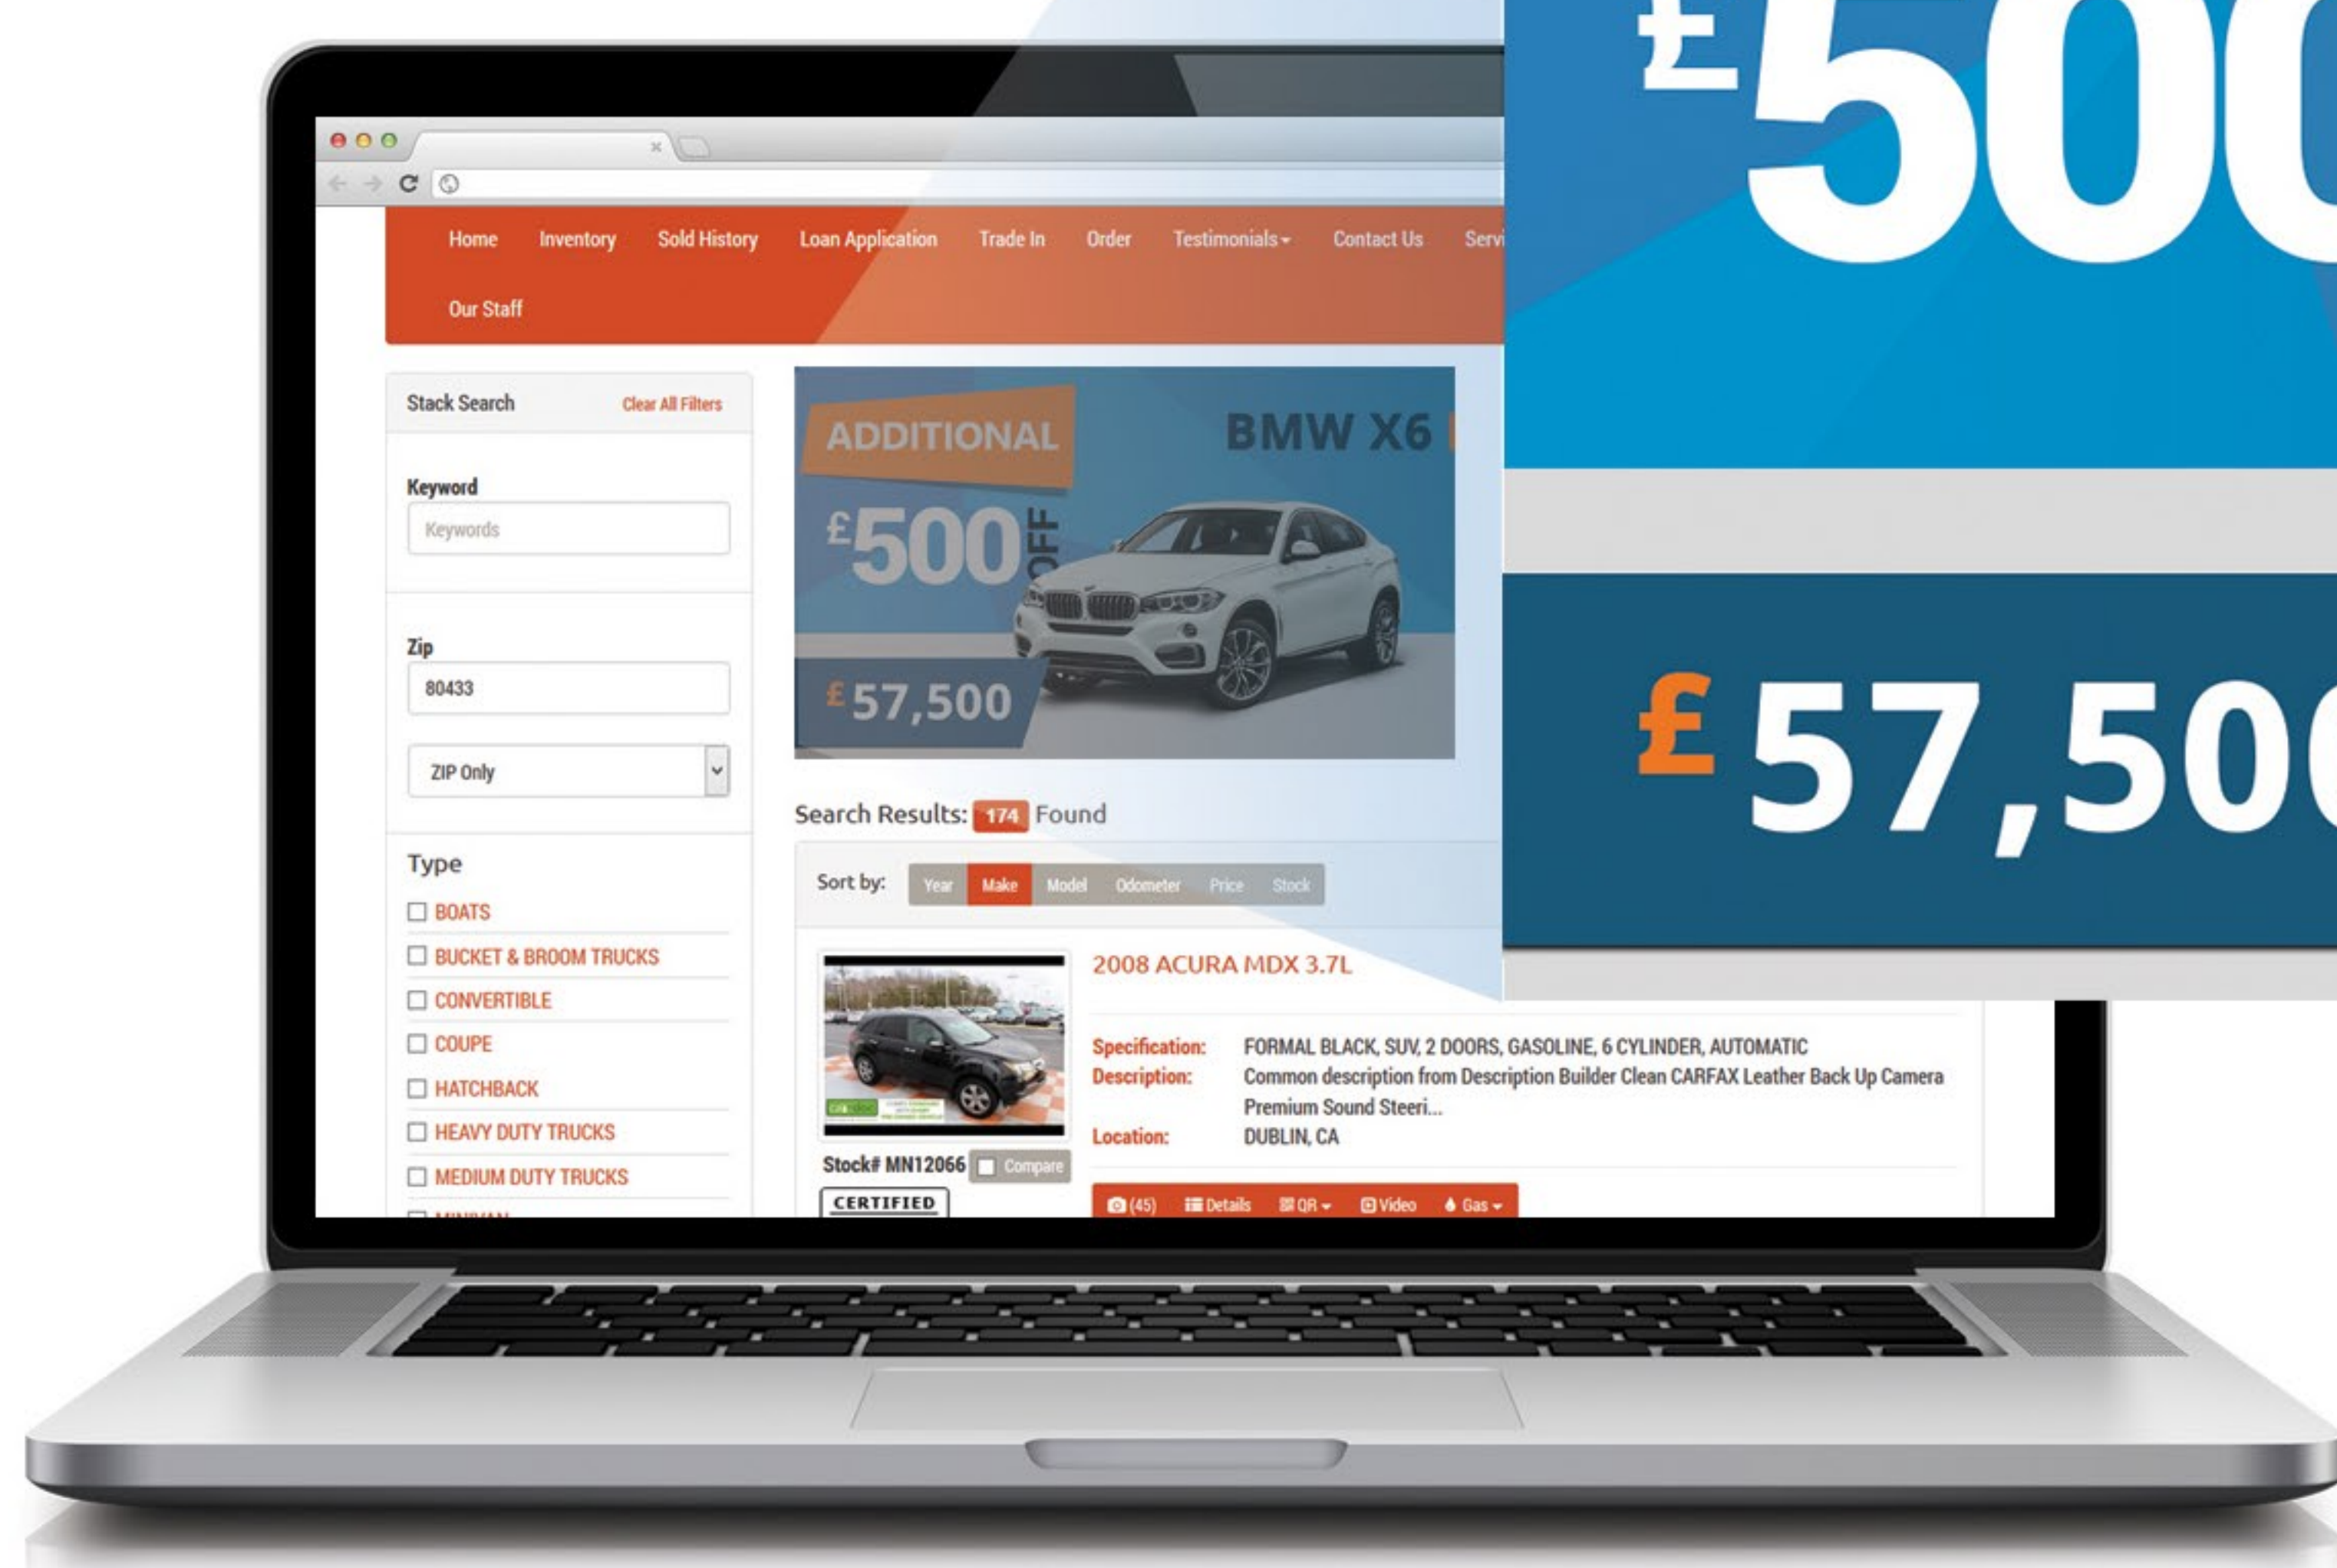 £500
Home Inventory Sold History Loan Application Trade In Order Testimonials Contact Us Servi
Our Staff
Stack Search Clear All Filters
Keyword
Keywords
Zip
80433
ZIP Only
Type
BOATS
BUCKET & BROOM TRUCKS
CONVERTIBLE
COUPE
HATCHBACK
HEAVY DUTY TRUCKS
MEDIUM DUTY TRUCKS
ADDITIONAL
BMW X6
£500 OFF
£57,500
Search Results: 174 Found
Sort by: Year Make Model Odometer Price Stock
2008 ACURA MDX 3.7L
Specification: FORMAL BLACK, SUV, 2 DOORS, GASOLINE, 6 CYLINDER, AUTOMATIC
Description: Common description from Description Builder Clean CARFAX Leather Back Up Camera
Premium Sound Steeri...
Location: DUBLIN, CA
Stock# MN12066 Compare
CERTIFIED
(45) Details QR Video Gas
£57,500